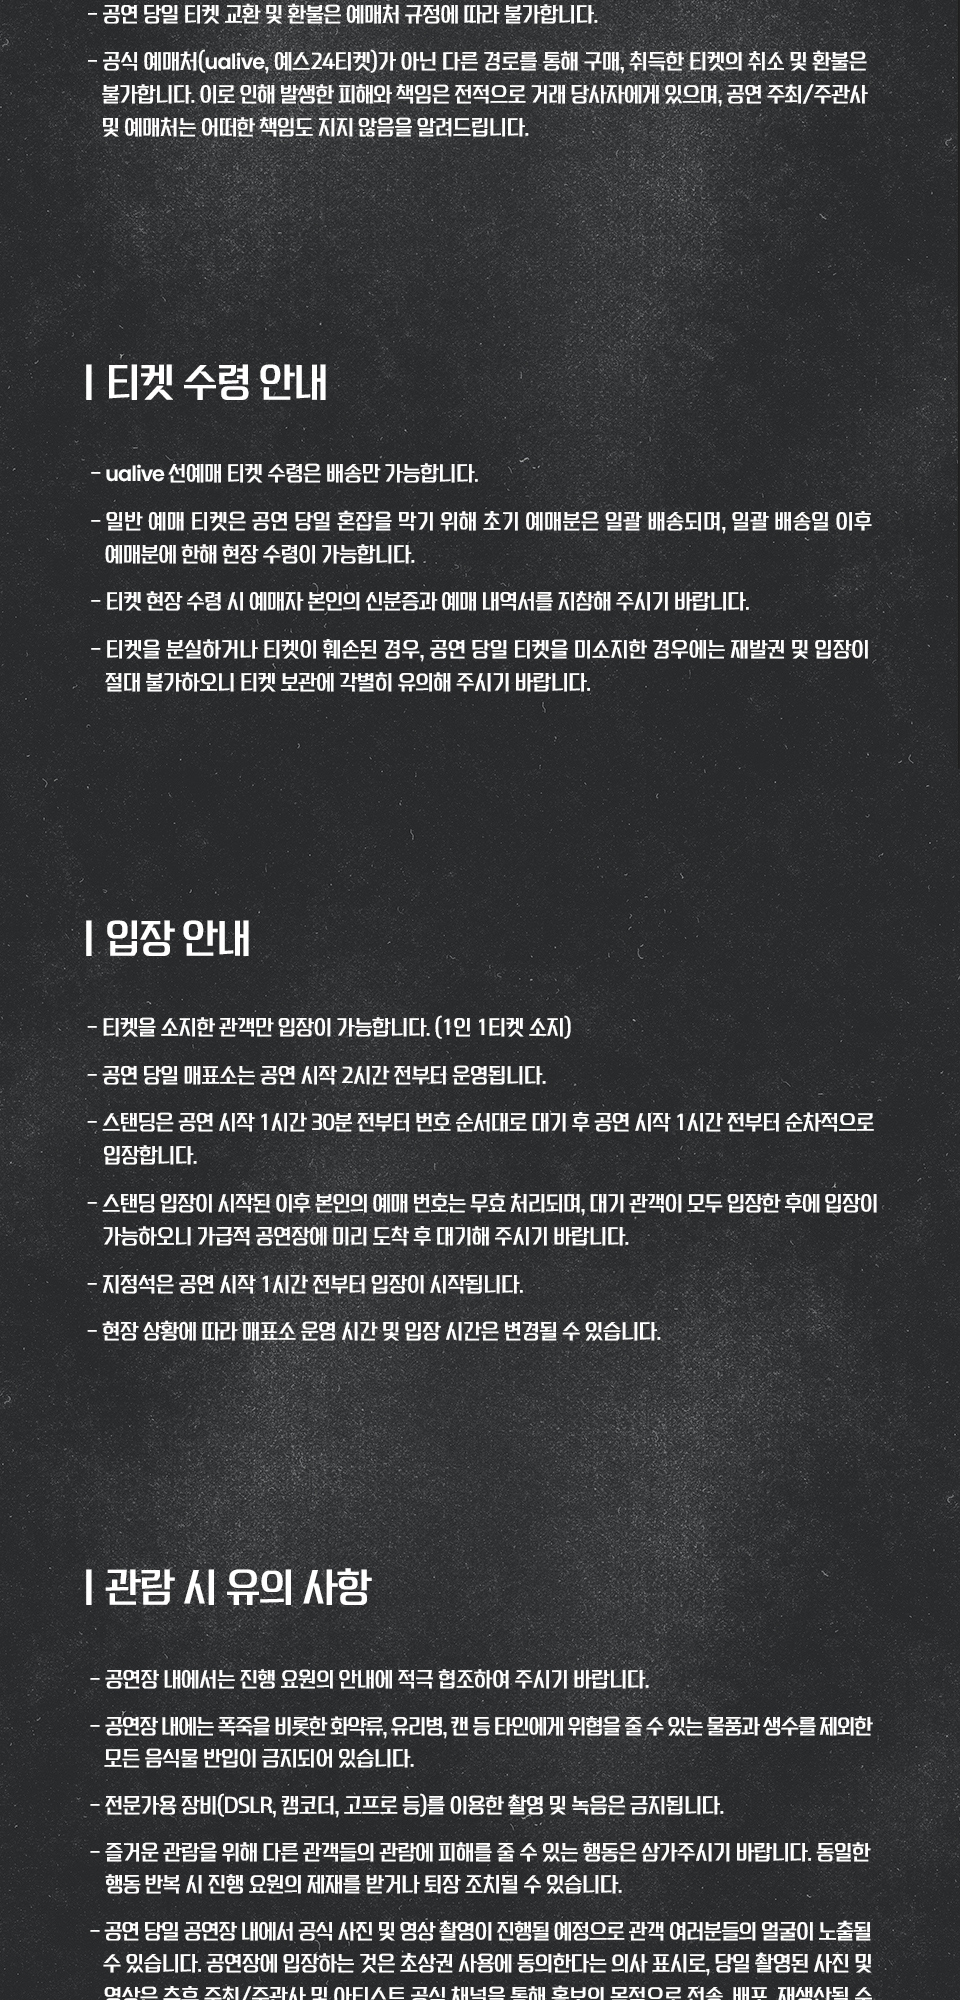 - 공연 당일 티켓 교환 및 환불은 예매처 규정에 따라 불가합니다.
- 공식 예매처(ualive, 예스24티켓)가 아닌 다른 경로를 통해 구매, 취득한 티켓의 취소 및 환불은
불가합니다. 이로 인해 발생한 피해와 책임은 전적으로 거래 당사자에게 있으며, 공연 주최/주관사
및 예매처는 어떠한 책임도 지지 않음을 알려드립니다.
| 티켓 수령 안내
- ualive 선예매 티켓 수령은 배송만 가능합니다.
- 일반 예매 티켓은 공연 당일 혼잡을 막기 위해 초기 예매분은 일괄 배송되며, 일괄 배송일 이후
예매분에 한해 현장 수령이 가능합니다.
- 티켓 현장 수령 시 예매자 본인의 신분증과 예매 내역서를 지참해 주시기 바랍니다.
- 티켓을 분실하거나 티켓이 훼손된 경우, 공연 당일 티켓을 미소지한 경우에는 재발권 및 입장이
절대 불가하오니 티켓 보관에 각별히 유의해 주시기 바랍니다.
| 입장 안내
- 티켓을 소지한 관객만 입장이 가능합니다. (1인 1티켓 소지)
- 공연 당일 매표소는 공연 시작 2시간 전부터 운영됩니다.
- 스탠딩은 공연 시작 1시간 30분 전부터 번호 순서대로 대기 후 공연 시작 1시간 전부터 순차적으로
입장합니다.
- 스탠딩 입장이 시작된 이후 본인의 예매 번호는 무효 처리되며, 대기 관객이 모두 입장한 후에 입장이
가능하오니 가급적 공연장에 미리 도착 후 대기해 주시기 바랍니다.
- 지정석은 공연 시작 1시간 전부터 입장이 시작됩니다.
- 현장 상황에 따라 매표소 운영 시간 및 입장 시간은 변경될 수 있습니다.
| 관람 시 유의 사항
- 공연장 내에서는 진행 요원의 안내에 적극 협조하여 주시기 바랍니다.
- 공연장 내에는 폭죽을 비롯한 화약류, 유리병, 캔 등 타인에게 위협을 줄 수 있는 물품과 생수를 제외한
모든 음식물 반입이 금지되어 있습니다.
- 전문가용 장비(DSLR, 캠코더, 고프로 등)를 이용한 촬영 및 녹음은 금지됩니다.
- 즐거운 관람을 위해 다른 관객들의 관람에 피해를 줄 수 있는 행동은 삼가주시기 바랍니다. 동일한
행동 반복 시 진행 요원의 제재를 받거나 퇴장 조치될 수 있습니다.
- 공연 당일 공연장 내에서 공식 사진 및 영상 촬영이 진행될 예정으로 관객 여러분들의 얼굴이 노출될
수 있습니다. 공연장에 입장하는 것은 초상권 사용에 동의한다는 의사 표시로, 당일 촬영된 사진 및
영상은 추후 주최/주관사 및 아티스트 공식 채널을 통해 홍보의 목적으로 전송, 배포, 재생산될 수